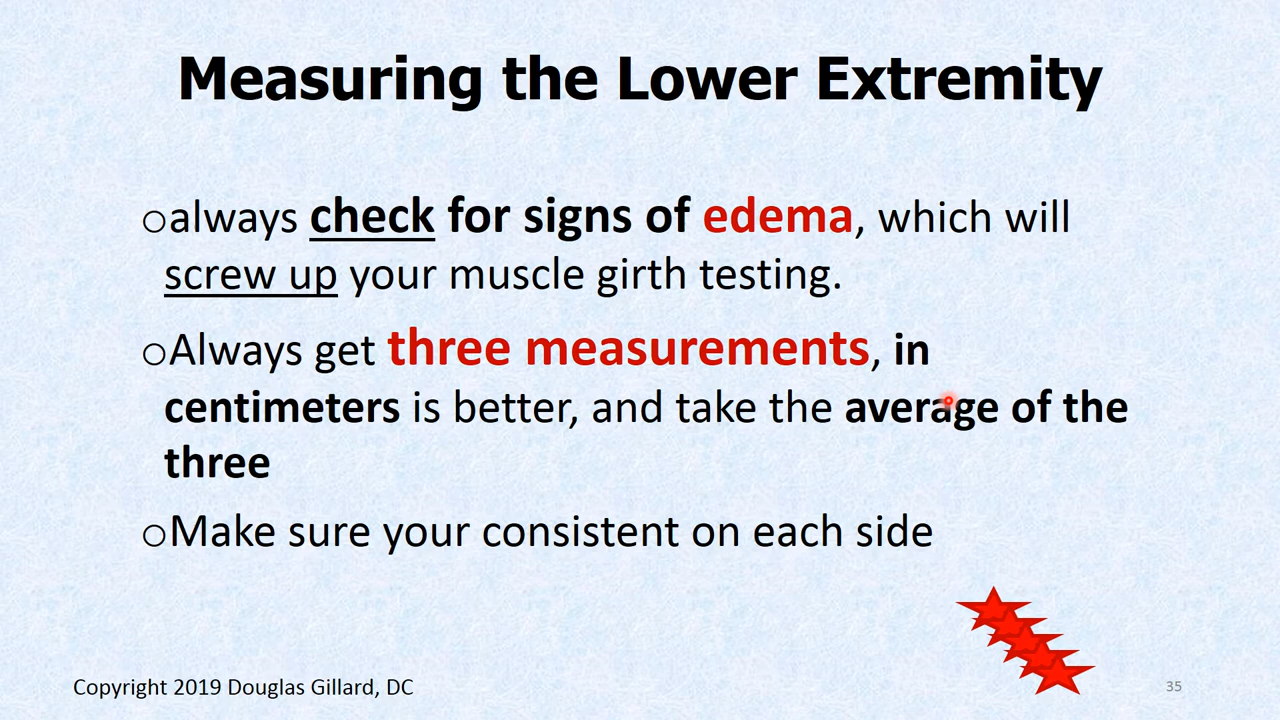 Measuring the Lower Extremity
○always check for signs of edema, which will
screw up your muscle girth testing.
○Always get three measurements, in
centimeters is better, and take the average of the
three
○Make sure your consistent on each side
Copyright 2019 Douglas Gillard, DC
35